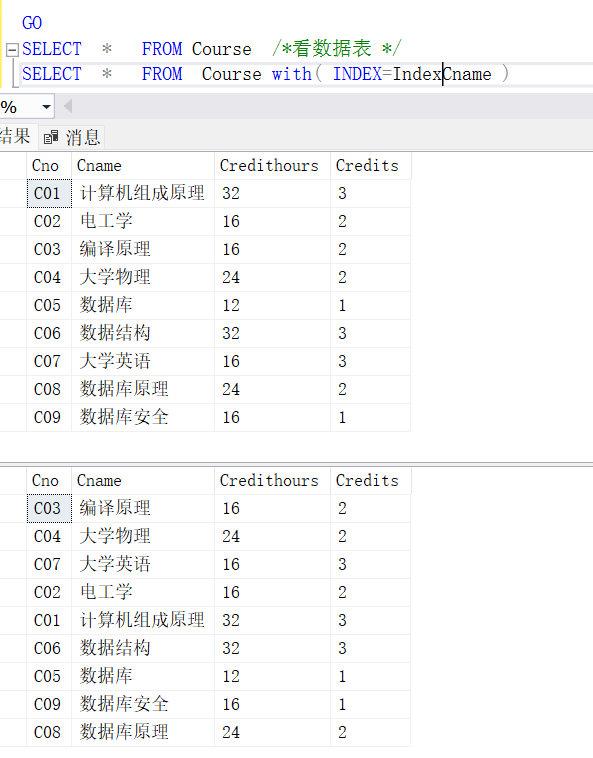 GO
SELECT * FROM Course /*看数据表 */
SELECT * FROM Course with( INDEX=IndexCname )
%
结果 消息
Cno Cname Credithours Credits
C01 计算机组成原理 32 3
C02 电工学 16 2
C03 编译原理 16 2
C04 大学物理 24 2
C05 数据库 12 1
C06 数据结构 32 3
C07 大学英语 16 3
C08 数据库原理 24 2
C09 数据库安全 16 1
Cno Cname Credithours Credits
C03 编译原理 16 2
C04 大学物理 24 2
C07 大学英语 16 3
C02 电工学 16 2
C01 计算机组成原理 32 3
C06 数据结构 32 3
C05 数据库 12 1
C09 数据库安全 16 1
C08 数据库原理 24 2